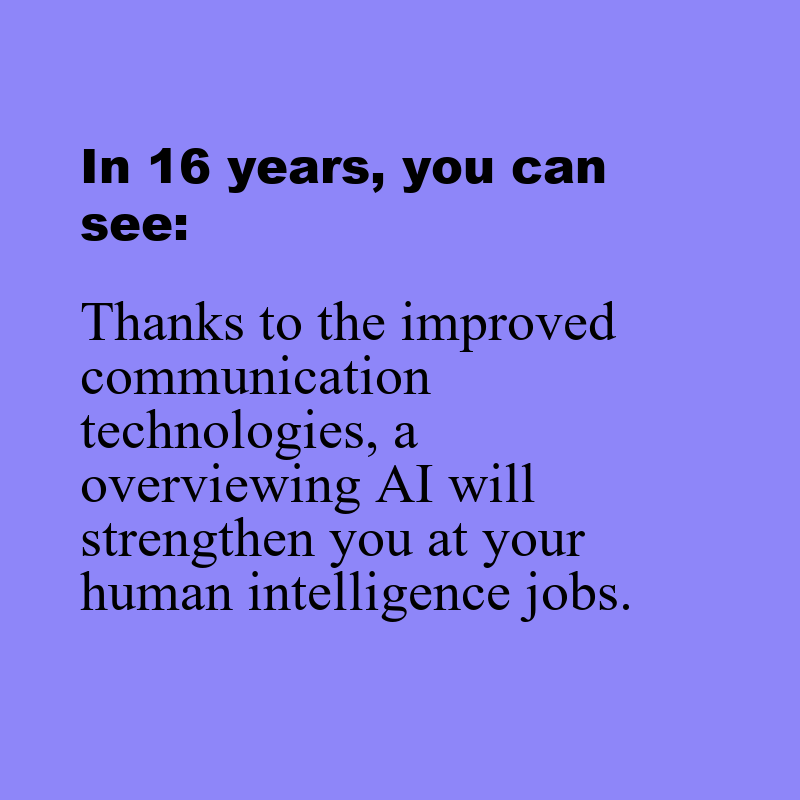 In 16 years, you can
see:
Thanks to the improved
communication
technologies, a
overviewing AI will
strengthen you at your
human intelligence jobs.